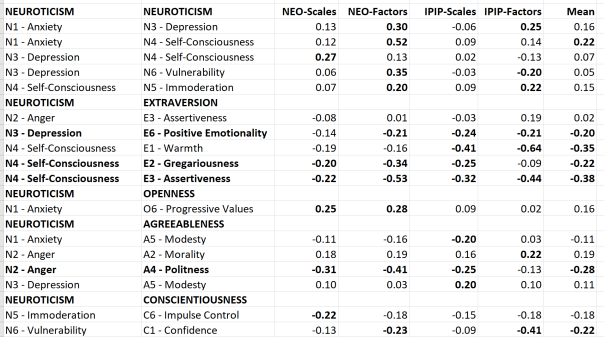 NEUROTICISM NEUROTICISM NEO-Scales NEO-Factors IPIP-Scales IPIP-Factors Mean
N1 - Anxiety N3 - Depression 0.13 0.30 -0.06 0.25 0.16
N1 - Anxiety N4 - Self-Consciousness 0.12 0.52 0.09 0.14 0.22
N3 - Depression N4 - Self-Consciousness 0.27 0.13 0.02 -0.13 0.07
N3 - Depression N6 - Vulnerability 0.06 0.35 -0.03 -0.20 0.05
N4 - Self-Consciousness N5 - Immoderation 0.07 0.20 0.09 0.22 0.15
NEUROTICISM EXTRAVERSION
N2 - Anger E3 - Assertiveness -0.08 0.01 -0.03 0.19 0.02
N3 - Depression E6 - Positive Emotionality -0.14 -0.21 -0.24 -0.21 -0.20
N4 - Self-Consciousness E1 - Warmth -0.19 -0.16 -0.41 -0.64 -0.35
N4 - Self-Consciousness E2 - Gregariousness -0.20 -0.34 -0.25 -0.09 -0.22
N4 - Self-Consciousness E3 - Assertiveness -0.22 -0.53 -0.32 -0.44 -0.38
NEUROTICISM OPENNESS
N1 - Anxiety O6 - Progressive Values 0.25 0.28 0.09 0.02 0.16
NEUROTICISM AGREEABLENESS
N1 - Anxiety A5 - Modesty -0.11 -0.16 -0.20 0.03 -0.11
N2 - Anger A2 - Morality 0.18 0.19 0.16 0.22 0.19
N2 - Anger A4 - Politness -0.31 -0.41 -0.25 -0.13 -0.28
N3 - Depression A5 - Modesty 0.10 0.03 0.20 0.10 0.11
NEUROTICISM CONSCIENTIOUSNESS
N5 - Immoderation C6 - Impulse Control -0.22 -0.18 -0.15 -0.18 -0.18
N6 - Vulnerability C1 - Confidence -0.13 -0.23 -0.09 -0.41 -0.22